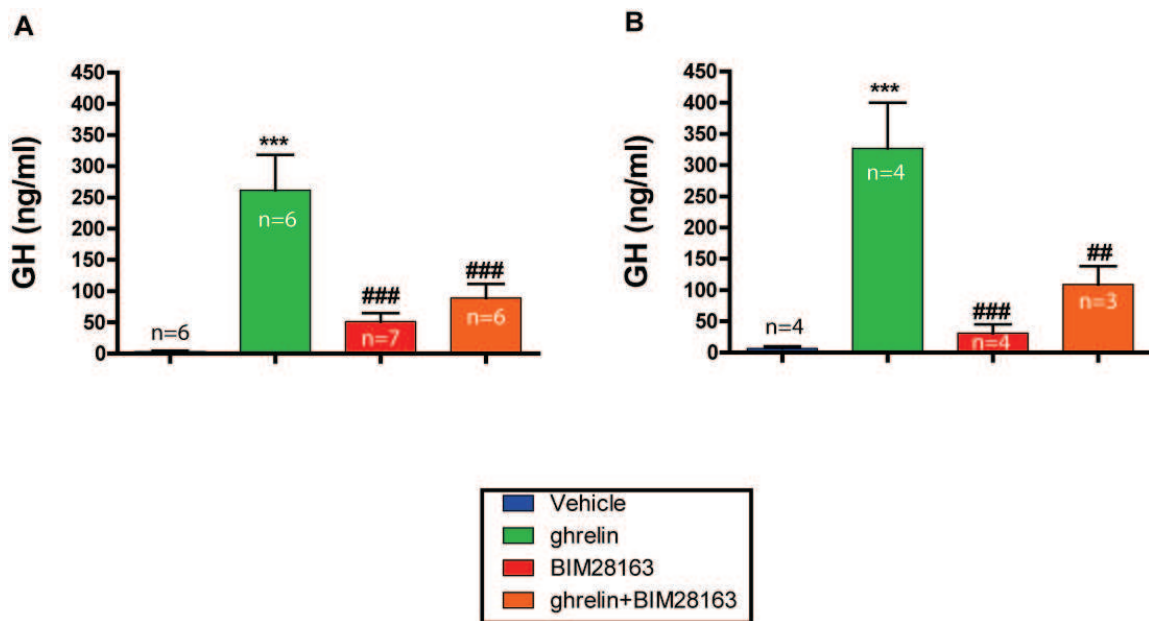 A
GH (ng/ml)
450
400
350
300
250
200
150
100
50
0
n=6
***
n=6
###
n=7
###
n=6
B
GH (ng/ml)
450
400
350
300
250
200
150
100
50
0
n=4
***
n=4
###
n=4
##
n=3
Vehicle
ghrelin
BIM28163
ghrelin+BIM28163